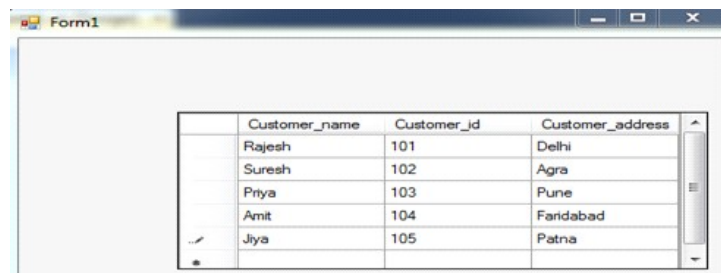 Form1
Customer_name Customer_id Customer_address
Rajesh 101 Delhi
Suresh 102 Agra
Priya 103 Pune
Amit 104 Faridabad
Jiya 105 Patna